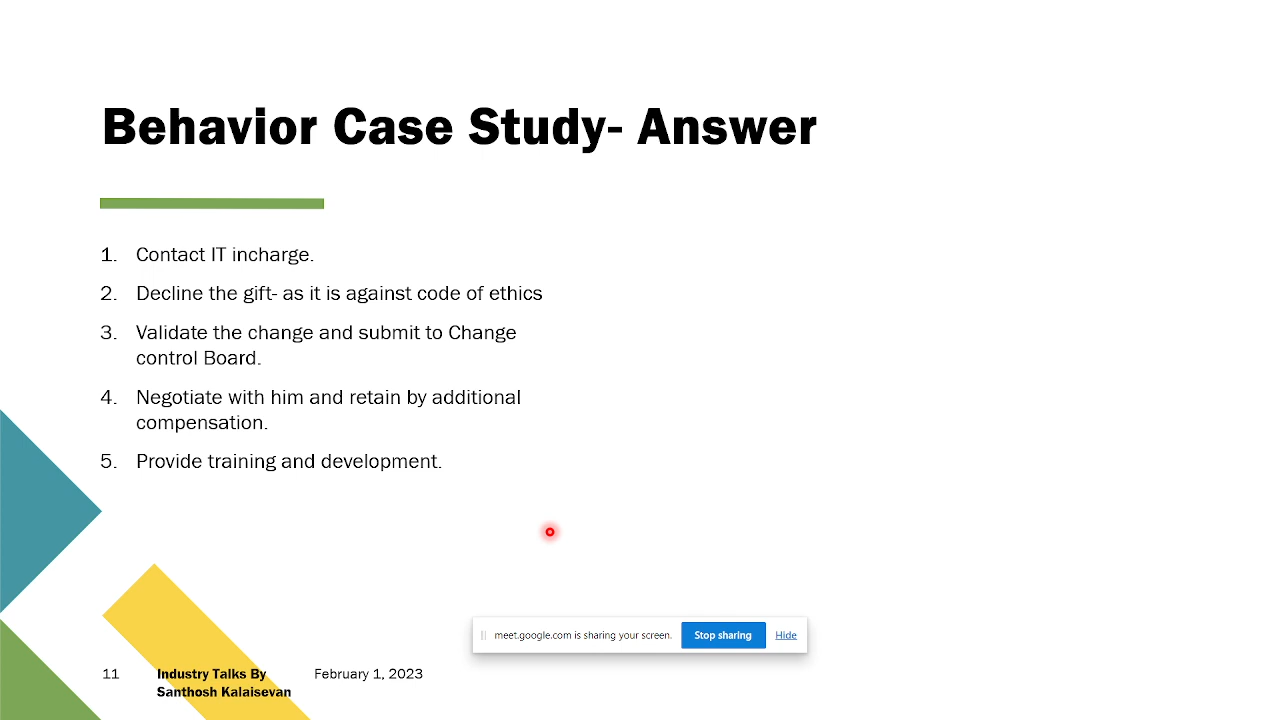 Behavior Case Study- Answer
1. Contact IT incharge.
2. Decline the gift- as it is against code of ethics
3. Validate the change and submit to Change
control Board.
4. Negotiate with him and retain by additional
compensation.
5. Provide training and development.
meet.google.com is sharing your screen.
Stop sharing
Hide
11
Industry Talks By
Santhosh Kalaisevan
February 1, 2023